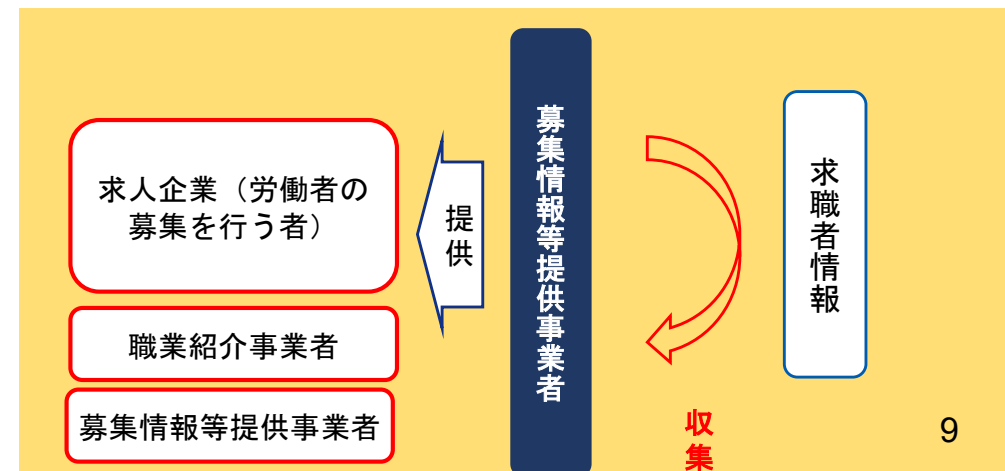 求人企業（労働者の
募集を行う者）
職業紹介事業者
募集情報等提供事業者
提供
募集情報等提供事業者
収集
求職者情報
9